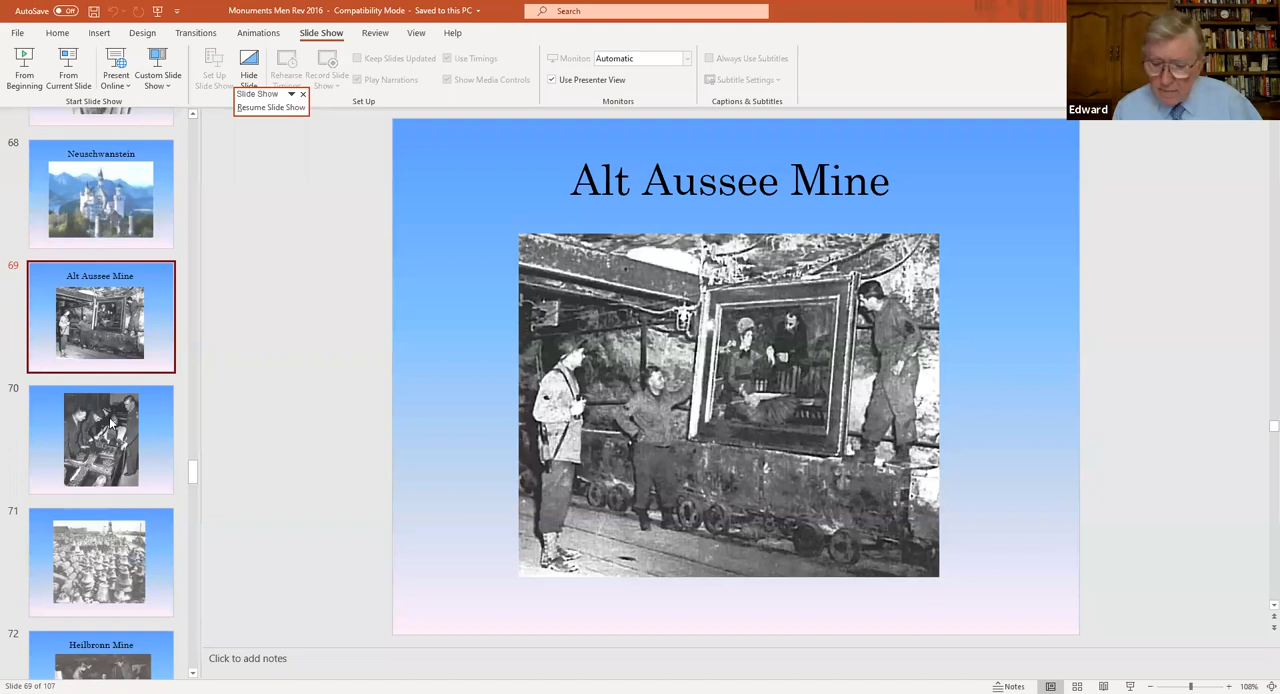 AutoSave Off Monuments Men Rev 2016 - Compatibility Mode - Saved to this PC Search
File Home Insert Design Transitions Animations Slide Show Review View Help
From Beginning
From Current Slide
Present Online
Custom Slide Show
Start Slide Show
Set Up Slide Show
Hide Slide
Rehearse Timings
Record Slide Show
Keep Slides Updated
Play Narrations
Use Timings
Show Media Controls
Set Up
Monitor: Automatic
Use Presenter View
Monitors
Always Use Subtitles
Subtitle Settings
Captions & Subtitles
Slide Show
Resume Slide Show
Edward
68
Neuschwanstein
69
Alt Aussee Mine
70
71
72
Heilbronn Mine
Alt Aussee Mine
Click to add notes
Slide 69 of 107
Notes
108%